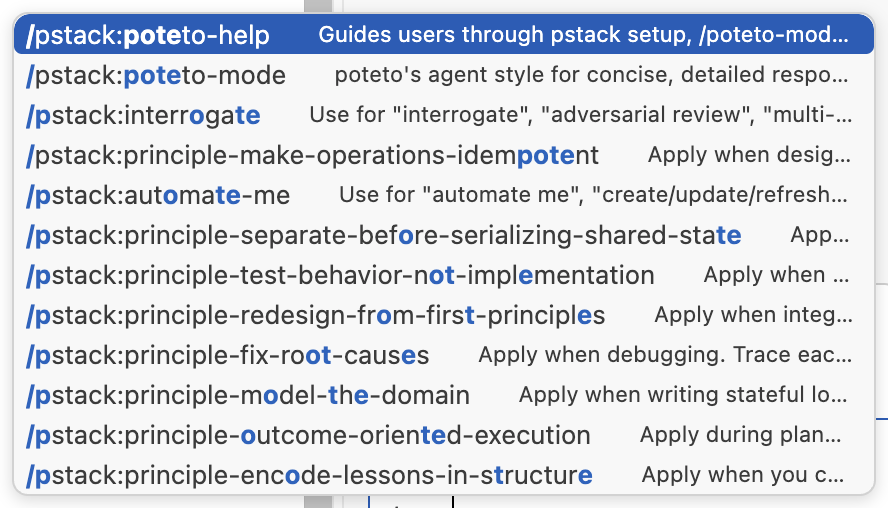 /pstack:poteto-help Guides users through pstack setup, /poteto-mod...
/pstack:poteto-mode poteto's agent style for concise, detailed respo...
/pstack:interrogate Use for "interrogate", "adversarial review", "multi-...
/pstack:principle-make-operations-idempotent Apply when desig...
/pstack:automate-me Use for "automate me", "create/update/refresh...
/pstack:principle-separate-before-serializing-shared-state App...
/pstack:principle-test-behavior-not-implementation Apply when ...
/pstack:principle-redesign-from-first-principles Apply when integ...
/pstack:principle-fix-root-causes Apply when debugging. Trace eac...
/pstack:principle-model-the-domain Apply when writing stateful lo...
/pstack:principle-outcome-oriented-execution Apply during plan...
/pstack:principle-encode-lessons-in-structure Apply when you c...